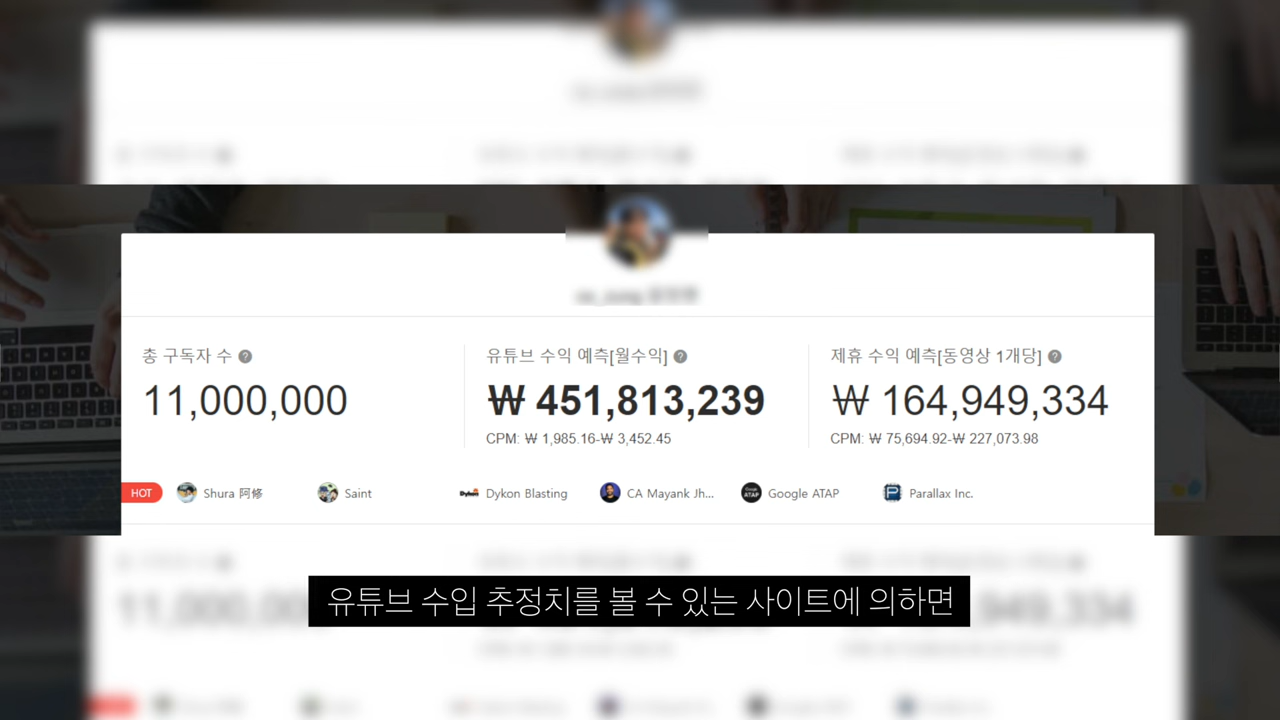 총 구독자 수 ?
11,000,000
유튜브 수익 예측[월수익] ?
₩ 451,813,239
CPM: ₩ 1,985.16-₩ 3,452.45
제휴 수익 예측[동영상 1개당] ?
₩ 164,949,334
CPM: ₩ 75,694.92-₩ 227,073.98
HOT Shura 阿修 Saint Dykon Dykon Blasting CA Mayank Jh... Google ATAP Google ATAP Parallax Inc.
유튜브 수입 추정치를 볼 수 있는 사이트에 의하면